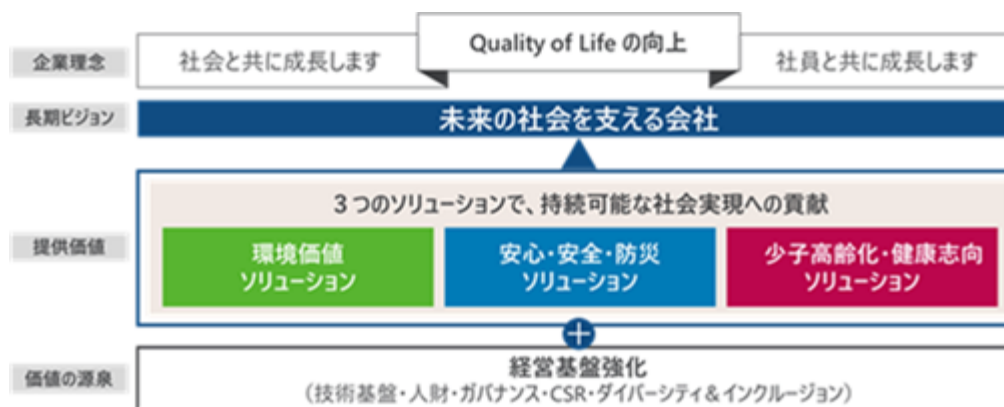 企業理念
社会と共に成長します
Quality of Life の向上
社員と共に成長します
長期ビジョン
未来の社会を支える会社
提供価値
3つのソリューションで、持続可能な社会実現への貢献
環境価値
ソリューション
安心・安全・防災
ソリューション
少子高齢化・健康志向
ソリューション
価値の源泉
経営基盤強化
(技術基盤・人財・ガバナンス・CSR・ダイバーシティ&インクルージョン)